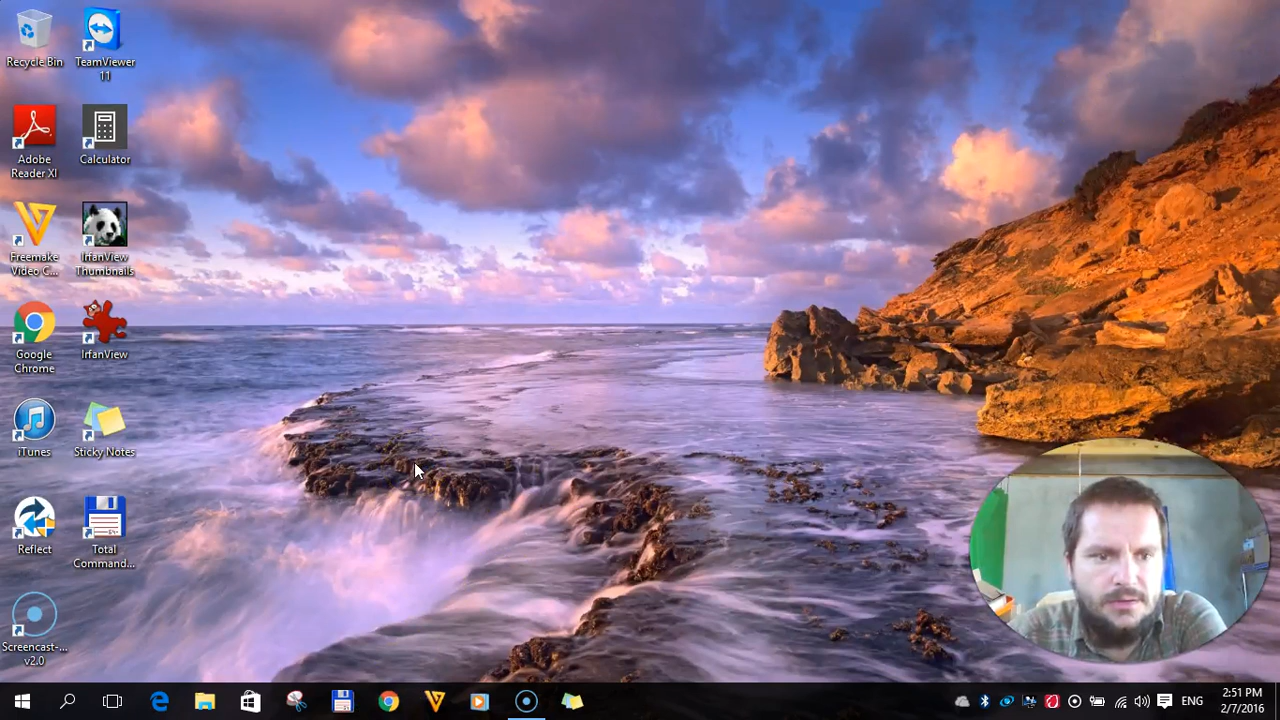 Recycle Bin
TeamViewer
11
Adobe
Reader XI
Calculator
Freemake
Video C...
IrfanView
Thumbnails
Google
Chrome
IrfanView
iTunes
Sticky Notes
Reflect
Total
Command...
Screencast-...
v2.0
ENG
2:51 PM
2/7/2016